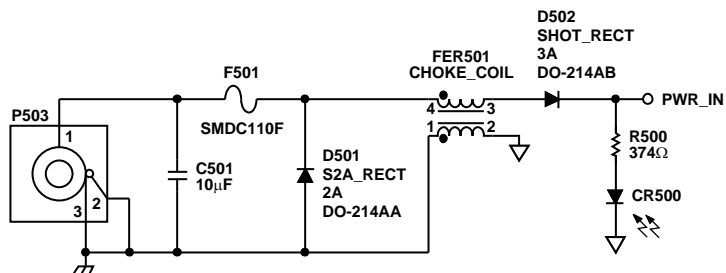 D502
SHOT_RECT
3A
DO-214AB
FER501
CHOKE_COIL
F501
SMDC110F
4
3
1
2
PWR_IN
P503
1
2
3
C501
10μF
D501
S2A_RECT
2A
DO-214AA
R500
374Ω
CR500